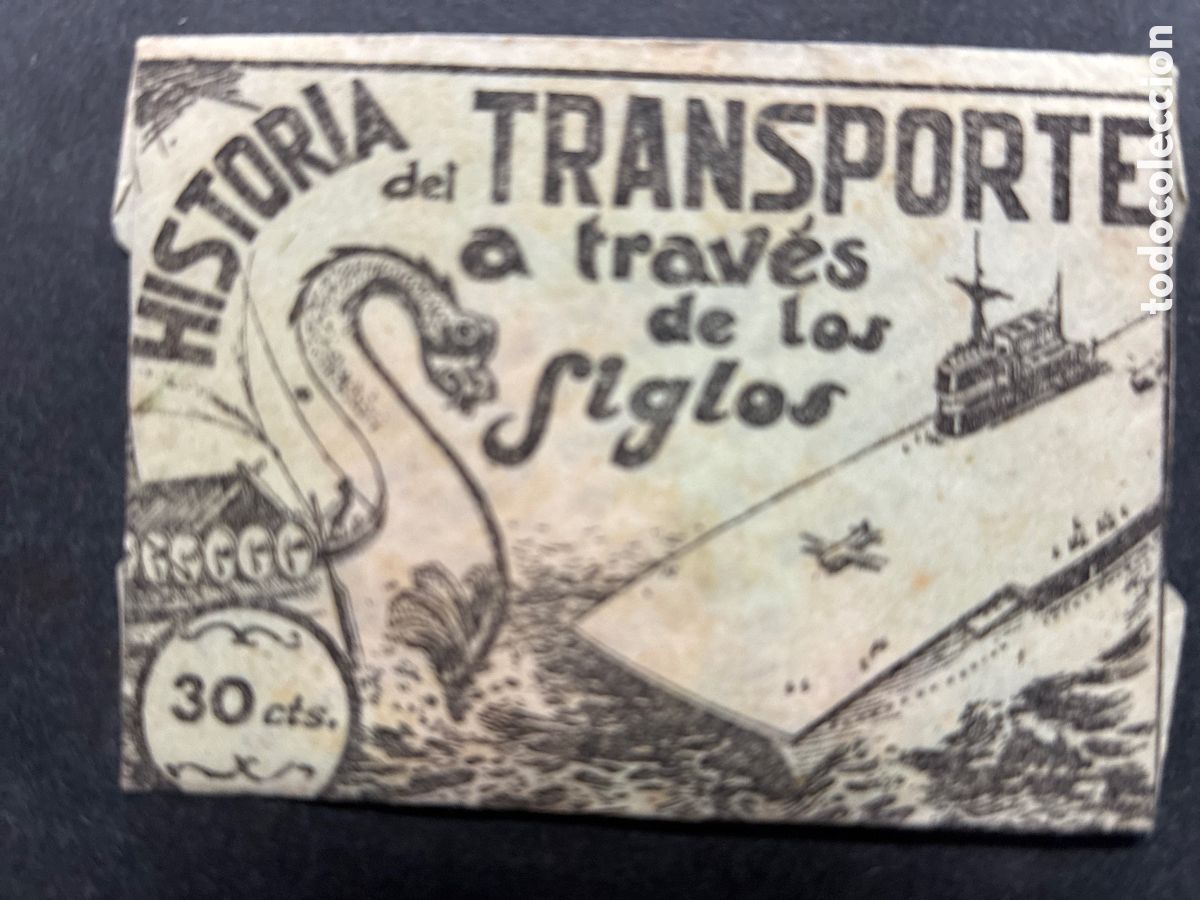 HISTORIA
del TRANSPORTE
a través
de los
Siglos
30 cts.
todocoleccion